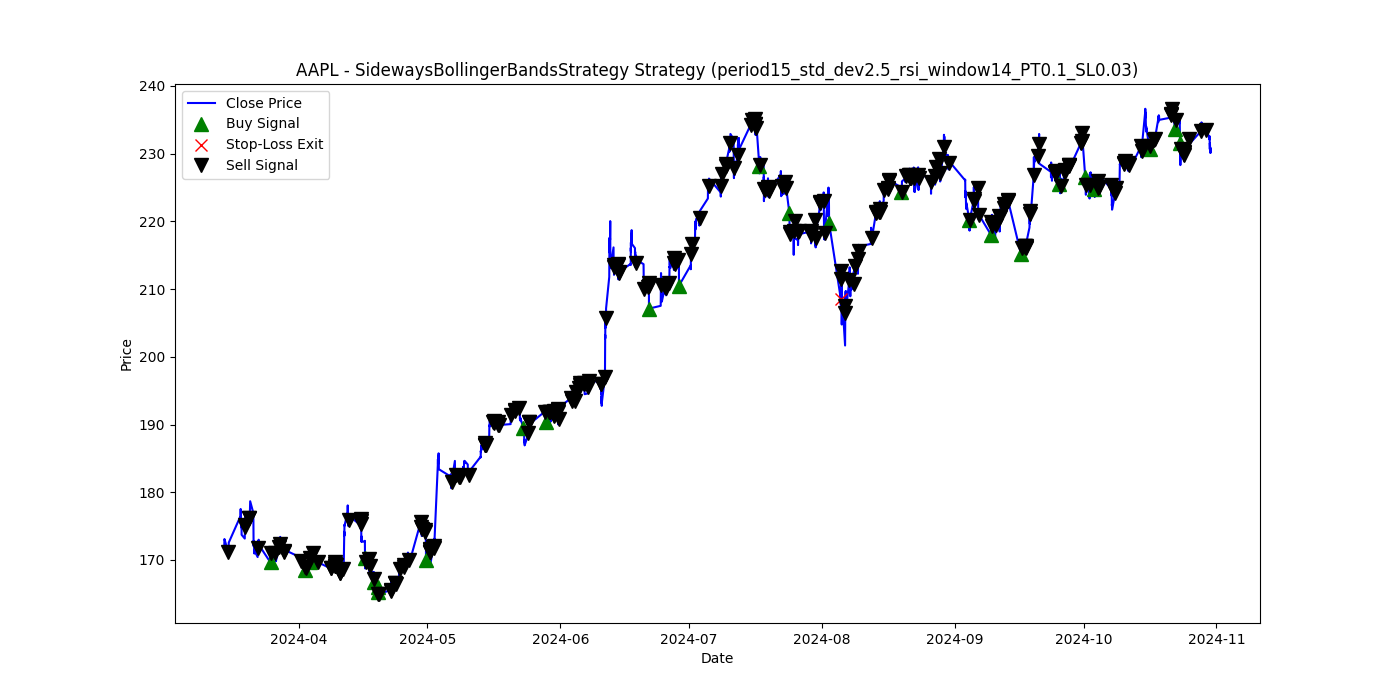 AAPL - SidewaysBollingerBandsStrategy Strategy (period15_std_dev2.5_rsi_window14_PT0.1_SL0.03)
Close Price
Buy Signal
Stop-Loss Exit
Sell Signal
Price
240
230
220
210
200
190
180
170
2024-04 2024-05 2024-06 2024-07 2024-08 2024-09 2024-10 2024-11
Date